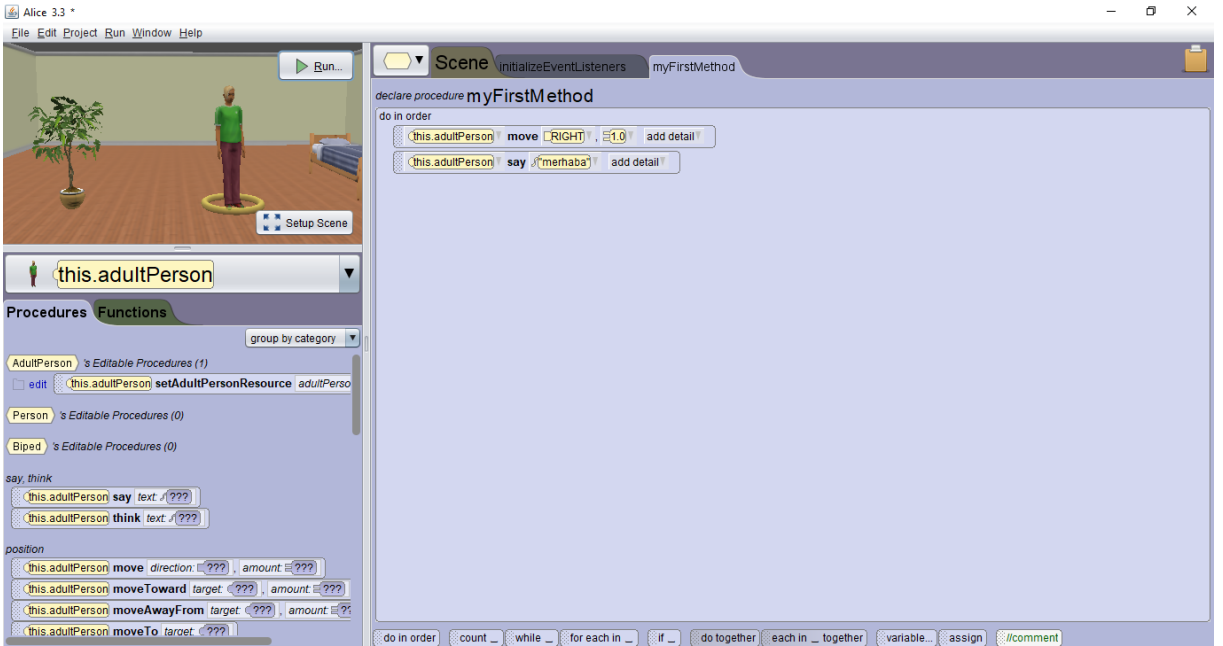 Alice 3.3 *
File Edit Project Run Window Help
Run...
Setup Scene
this.adultPerson
Procedures Functions
group by category
AdultPerson 's Editable Procedures (1)
edit this.adultPerson setAdultPersonResource adultPerso
Person 's Editable Procedures (0)
Biped 's Editable Procedures (0)
say, think
this.adultPerson say text: ???
this.adultPerson think text: ???
position
this.adultPerson move direction: ??? , amount: ???
this.adultPerson moveToward target: ??? , amount: ???
this.adultPerson moveAwayFrom target: ??? , amount: ??
this.adultPerson moveTo target: ???
Scene initializeEventListeners myFirstMethod
declare procedure myFirstMethod
do in order
this.adultPerson move RIGHT , 1.0 add detail
this.adultPerson say "merhaba" add detail
do in order count _ while _ for each in _ if _ do together each in _ together variable... assign //comment